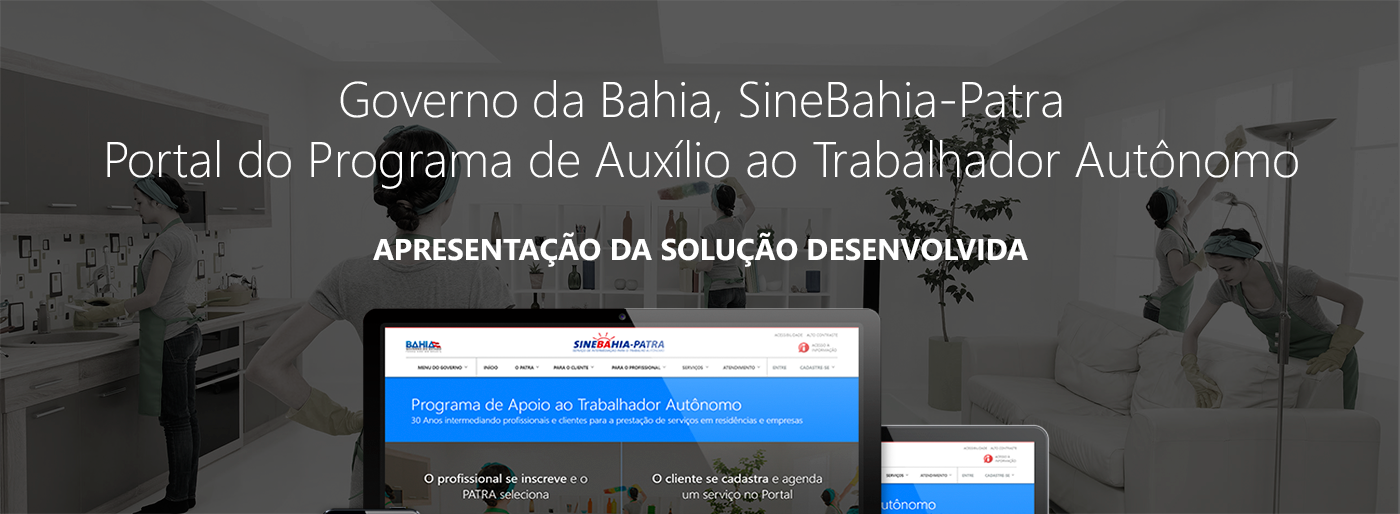 Governo da Bahia, SineBahia-Patra
Portal do Programa de Auxílio ao Trabalhador Autônomo
APRESENTAÇÃO DA SOLUÇÃO DESENVOLVIDA
ACESSIBILIDADE ALTO CONTRASTE
BAHIA
SINEBAHIA-PATRA
ACESSO À
INFORMAÇÃO
MENU DO GOVERNO
INÍCIO
O PATRA
PARA O CLIENTE
PARA O PROFISSIONAL
SERVIÇOS
ATENDIMENTO
ENTRE
CADASTRE-SE
Programa de Apoio ao Trabalhador Autônomo
30 Anos intermediando profissionais e clientes para a prestação de serviços em residências e empresas
O profissional se inscreve e o
PATRA seleciona
O cliente se cadastra e agenda
um serviço no Portal
ACESSIBILIDADE ALTO CONTRASTE
ACESSO À
INFORMAÇÃO
SERVIÇOS
ATENDIMENTO
ENTRE
CADASTRE-SE
utônomo